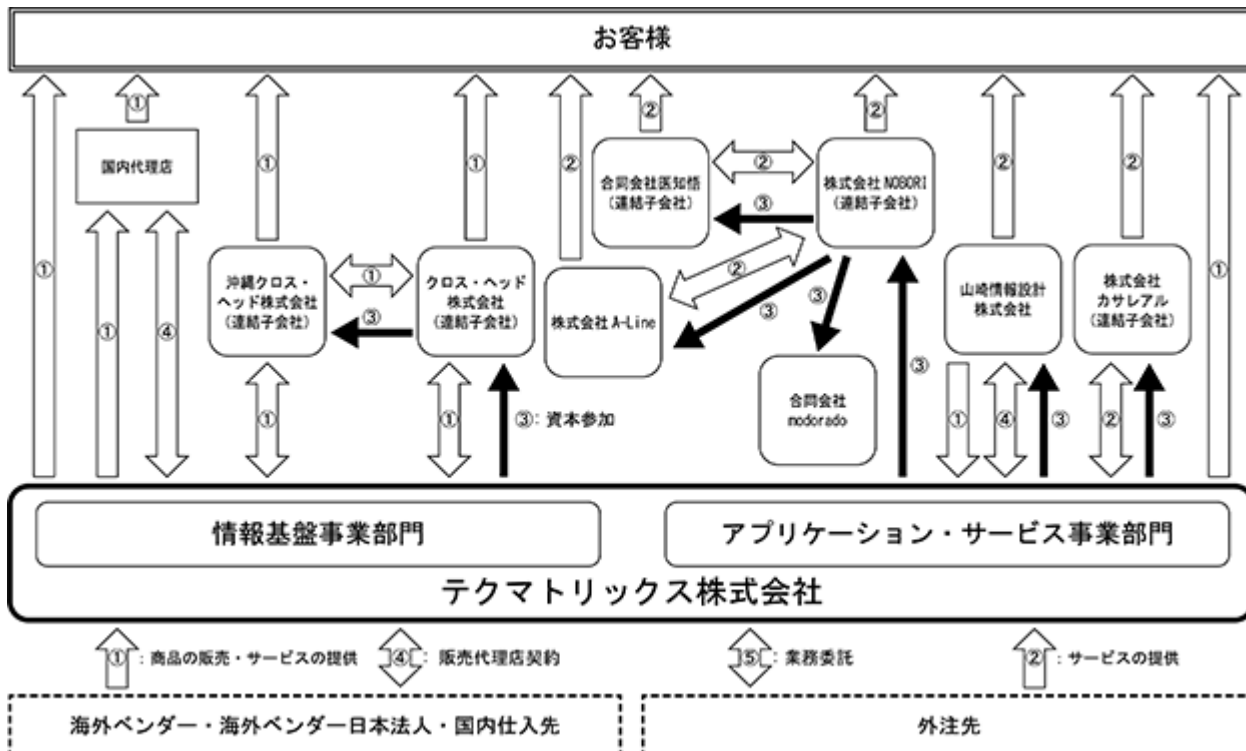 お客様
①
国内代理店
①
①
④
①
沖縄クロス・
ヘッド株式会社
(連結子会社)
①
①
③
①
クロス・ヘッド
株式会社
(連結子会社)
①
③: 資本参加
②
株式会社 A-Line
②
合同会社医知悟
(連結子会社)
②
③
②
②
株式会社 NOBORI
(連結子会社)
③
③
合同会社
modorado
③
②
山崎情報設計
株式会社
①
④
③
②
株式会社
カサレアル
(連結子会社)
②
③
①
情報基盤事業部門
アプリケーション・サービス事業部門
テクマトリックス株式会社
①: 商品の販売・サービスの提供
④: 販売代理店契約
⑤: 業務委託
②: サービスの提供
海外ベンダー・海外ベンダー日本法人・国内仕入先
外注先